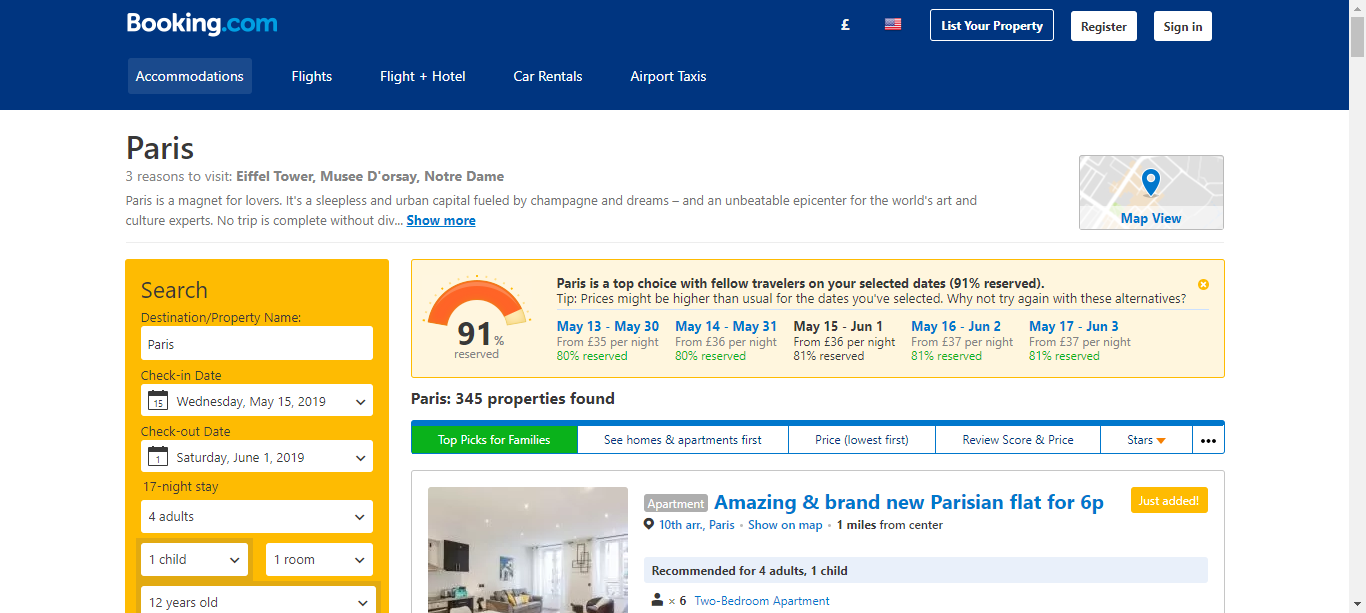 Booking.com
£
List Your Property
Register
Sign in
Accommodations
Flights
Flight + Hotel
Car Rentals
Airport Taxis
Paris
3 reasons to visit: Eiffel Tower, Musee D'orsay, Notre Dame
Paris is a magnet for lovers. It's a sleepless and urban capital fueled by champagne and dreams – and an unbeatable epicenter for the world's art and
culture experts. No trip is complete without div... Show more
Map View
Search
Destination/Property Name:
Paris
Check-in Date
15
Wednesday, May 15, 2019
Check-out Date
1
Saturday, June 1, 2019
17-night stay
4 adults
1 child
1 room
12 years old
91%
reserved
Paris is a top choice with fellow travelers on your selected dates (91% reserved).
Tip: Prices might be higher than usual for the dates you've selected. Why not try again with these alternatives?
May 13 - May 30
From £35 per night
80% reserved
May 14 - May 31
From £36 per night
80% reserved
May 15 - Jun 1
From £36 per night
81% reserved
May 16 - Jun 2
From £37 per night
81% reserved
May 17 - Jun 3
From £37 per night
81% reserved
Paris: 345 properties found
Top Picks for Families
See homes & apartments first
Price (lowest first)
Review Score & Price
Stars
•••
Apartment Amazing & brand new Parisian flat for 6p
Just added!
10th arr., Paris • Show on map • 1 miles from center
Recommended for 4 adults, 1 child
× 6 Two-Bedroom Apartment